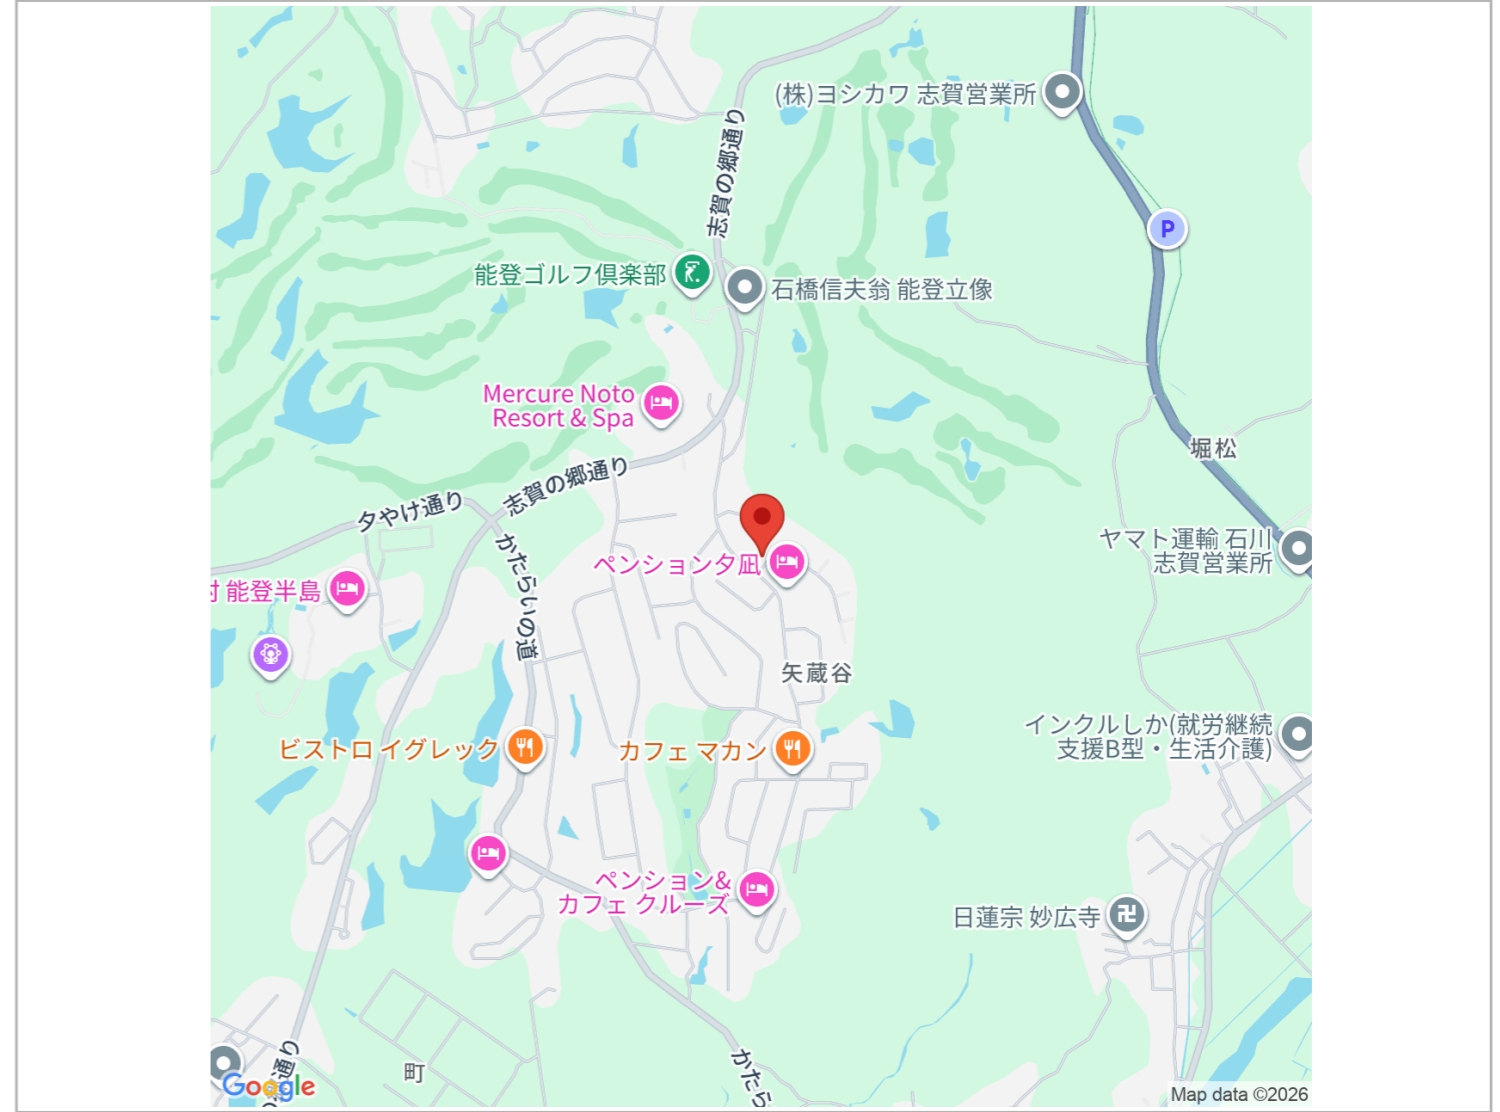 (株)ヨシカワ 志賀営業所
志賀の郷通り
P
能登ゴルフ倶楽部
石橋信夫翁 能登立像
Mercure Noto
Resort & Spa
堀松
志賀の郷通り
夕やけ通り
かたらいの道
ヤマト運輸 石川
志賀営業所
ペンション夕凪
能登半島
矢蔵谷
インクルしか(就労継続
支援B型・生活介護)
ビストロ イグレック
カフェ マカン
ペンション&
カフェ クルーズ
日蓮宗 妙広寺
卍
町
かたら
通り
Google
Map data ©2026